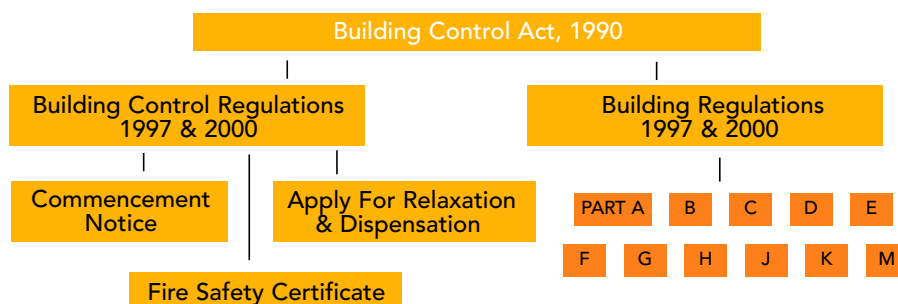 Building Control Act, 1990
Building Control Regulations
1997 & 2000
Building Regulations
1997 & 2000
Commencement
Notice
Apply For Relaxation
& Dispensation
Fire Safety Certificate
PART A B C D E
F G H J K M